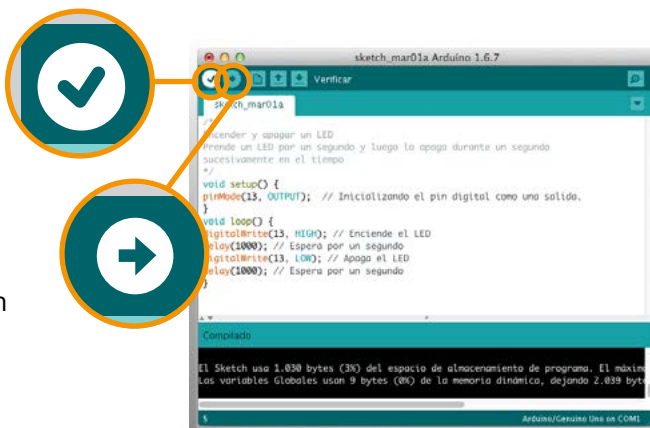 sketch_mar01a Arduino 1.6.7
Verificar
sketch_mar01a
/*
Encender y apagar un LED
Prende un LED por un segundo y luego lo apaga durante un segundo
sucesivamente en el tiempo
*/
void setup() {
pinMode(13, OUTPUT); // Inicializando el pin digital como una salida.
}
void loop() {
digitalWrite(13, HIGH); // Enciende el LED
delay(1000); // Espera por un segundo
digitalWrite(13, LOW); // Apaga el LED
delay(1000); // Espera por un segundo
}
Compilado
El Sketch usa 1.030 bytes (3%) del espacio de almacenamiento de programa. El máximo
Las variables Globales usan 9 bytes (0%) de la memoria dinámica, dejando 2.039 byte
5
Arduino/Genuino Uno on COM1